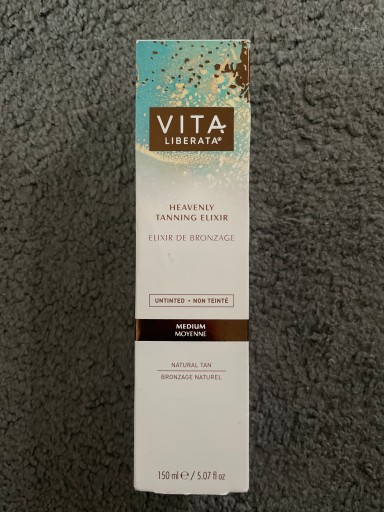 VITA
LIBERATA®
HEAVENLY
TANNING ELIXIR
ELIXIR DE BRONZAGE
UNTINTED • NON TEINTÉ
MEDIUM
MOYENNE
NATURAL TAN
BRONZAGE NATUREL
150 ml ℮ / 5.07 fl oz